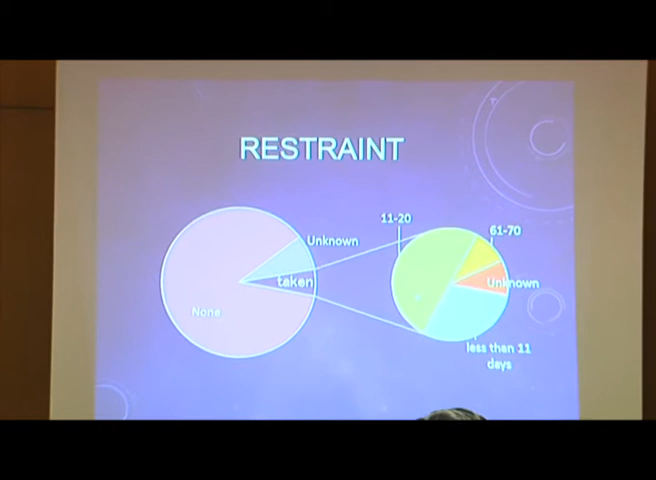 RESTRAINT
11-20
61-70
Unknown
taken
Unknown
None
less than 11
days